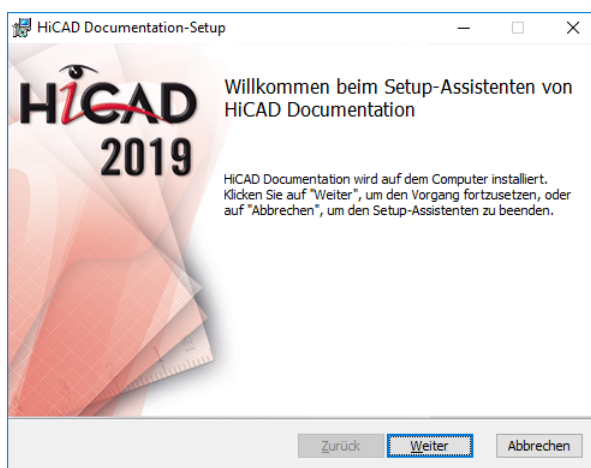 HiCAD Documentation-Setup
HiCAD
2019
Willkommen beim Setup-Assistenten von
HiCAD Documentation
HiCAD Documentation wird auf dem Computer installiert.
Klicken Sie auf "Weiter", um den Vorgang fortzusetzen, oder
auf "Abbrechen", um den Setup-Assistenten zu beenden.
Zurück Weiter Abbrechen